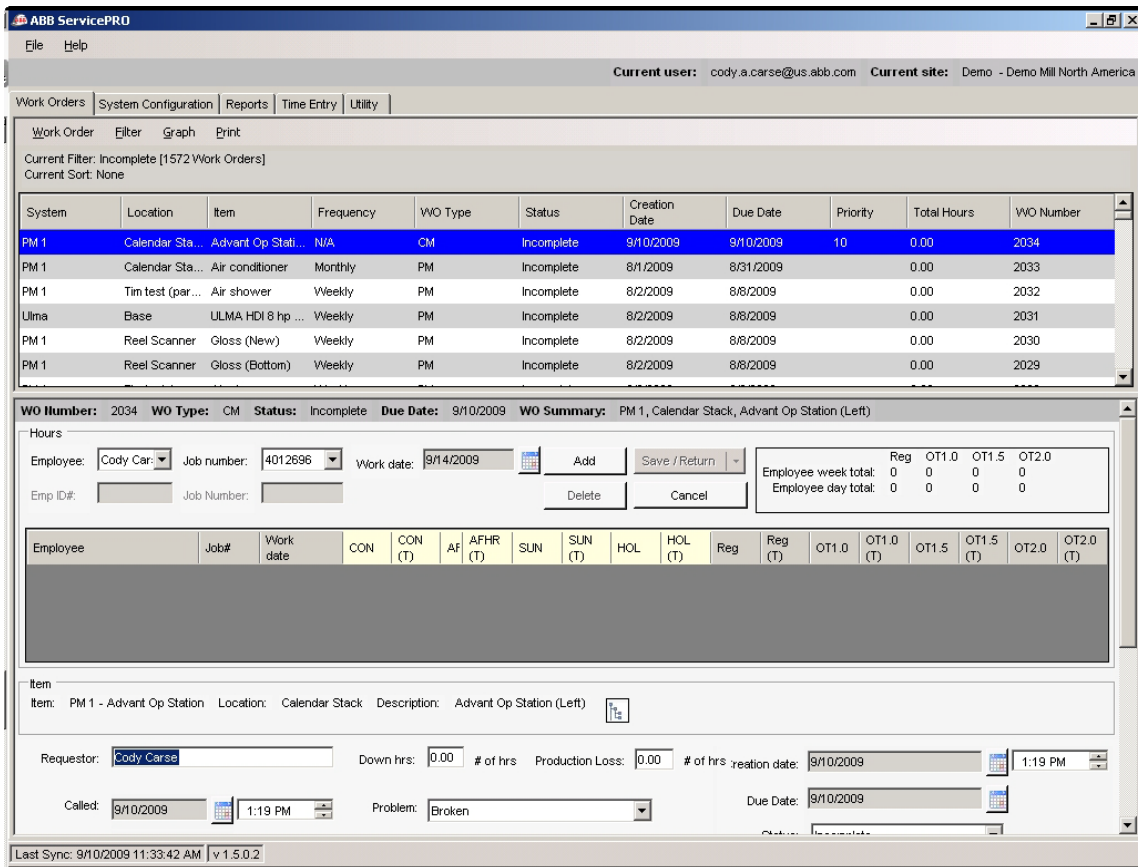 ABB ServicePRO
File Help
Current user: cody.a.carse@us.abb.com Current site: Demo - Demo Mill North America
Work Orders System Configuration Reports Time Entry Utility
Work Order Filter Graph Print
Current Filter: Incomplete [1572 Work Orders]
Current Sort: None
System Location Item Frequency WO Type Status Creation Date Due Date Priority Total Hours WO Number
PM 1 Calendar Sta... Advant Op Stati... N/A CM Incomplete 9/10/2009 9/10/2009 10 0.00 2034
PM 1 Calendar Sta... Air conditioner Monthly PM Incomplete 8/1/2009 8/31/2009 0.00 2033
PM 1 Tim test (par... Air shower Weekly PM Incomplete 8/2/2009 8/8/2009 0.00 2032
Ulma Base ULMA HDI 8 hp ... Weekly PM Incomplete 8/2/2009 8/8/2009 0.00 2031
PM 1 Reel Scanner Gloss (New) Weekly PM Incomplete 8/2/2009 8/8/2009 0.00 2030
PM 1 Reel Scanner Gloss (Bottom) Weekly PM Incomplete 8/2/2009 8/8/2009 0.00 2029
WO Number: 2034 WO Type: CM Status: Incomplete Due Date: 9/10/2009 WO Summary: PM 1, Calendar Stack, Advant Op Station (Left)
Hours
Employee: Cody Car Job number: 4012696 Work date: 9/14/2009 Add Save / Return
Reg OT1.0 OT1.5 OT2.0
Employee week total: 0 0 0 0
Employee day total: 0 0 0 0
Emp ID#: Job Number: Delete Cancel
Employee Job# Work date CON CON (T) AF AFHR (T) SUN SUN (T) HOL HOL (T) Reg Reg (T) OT1.0 OT1.0 (T) OT1.5 OT1.5 (T) OT2.0 OT2.0 (T)
Item
Item: PM 1 - Advant Op Station Location: Calendar Stack Description: Advant Op Station (Left)
Requestor: Cody Carse Down hrs: 0.00 # of hrs Production Loss: 0.00 # of hrs reation date: 9/10/2009 1:19 PM
Called: 9/10/2009 1:19 PM Problem: Broken Due Date: 9/10/2009
Status: Incomplete
Last Sync: 9/10/2009 11:33:42 AM v 1.5.0.2